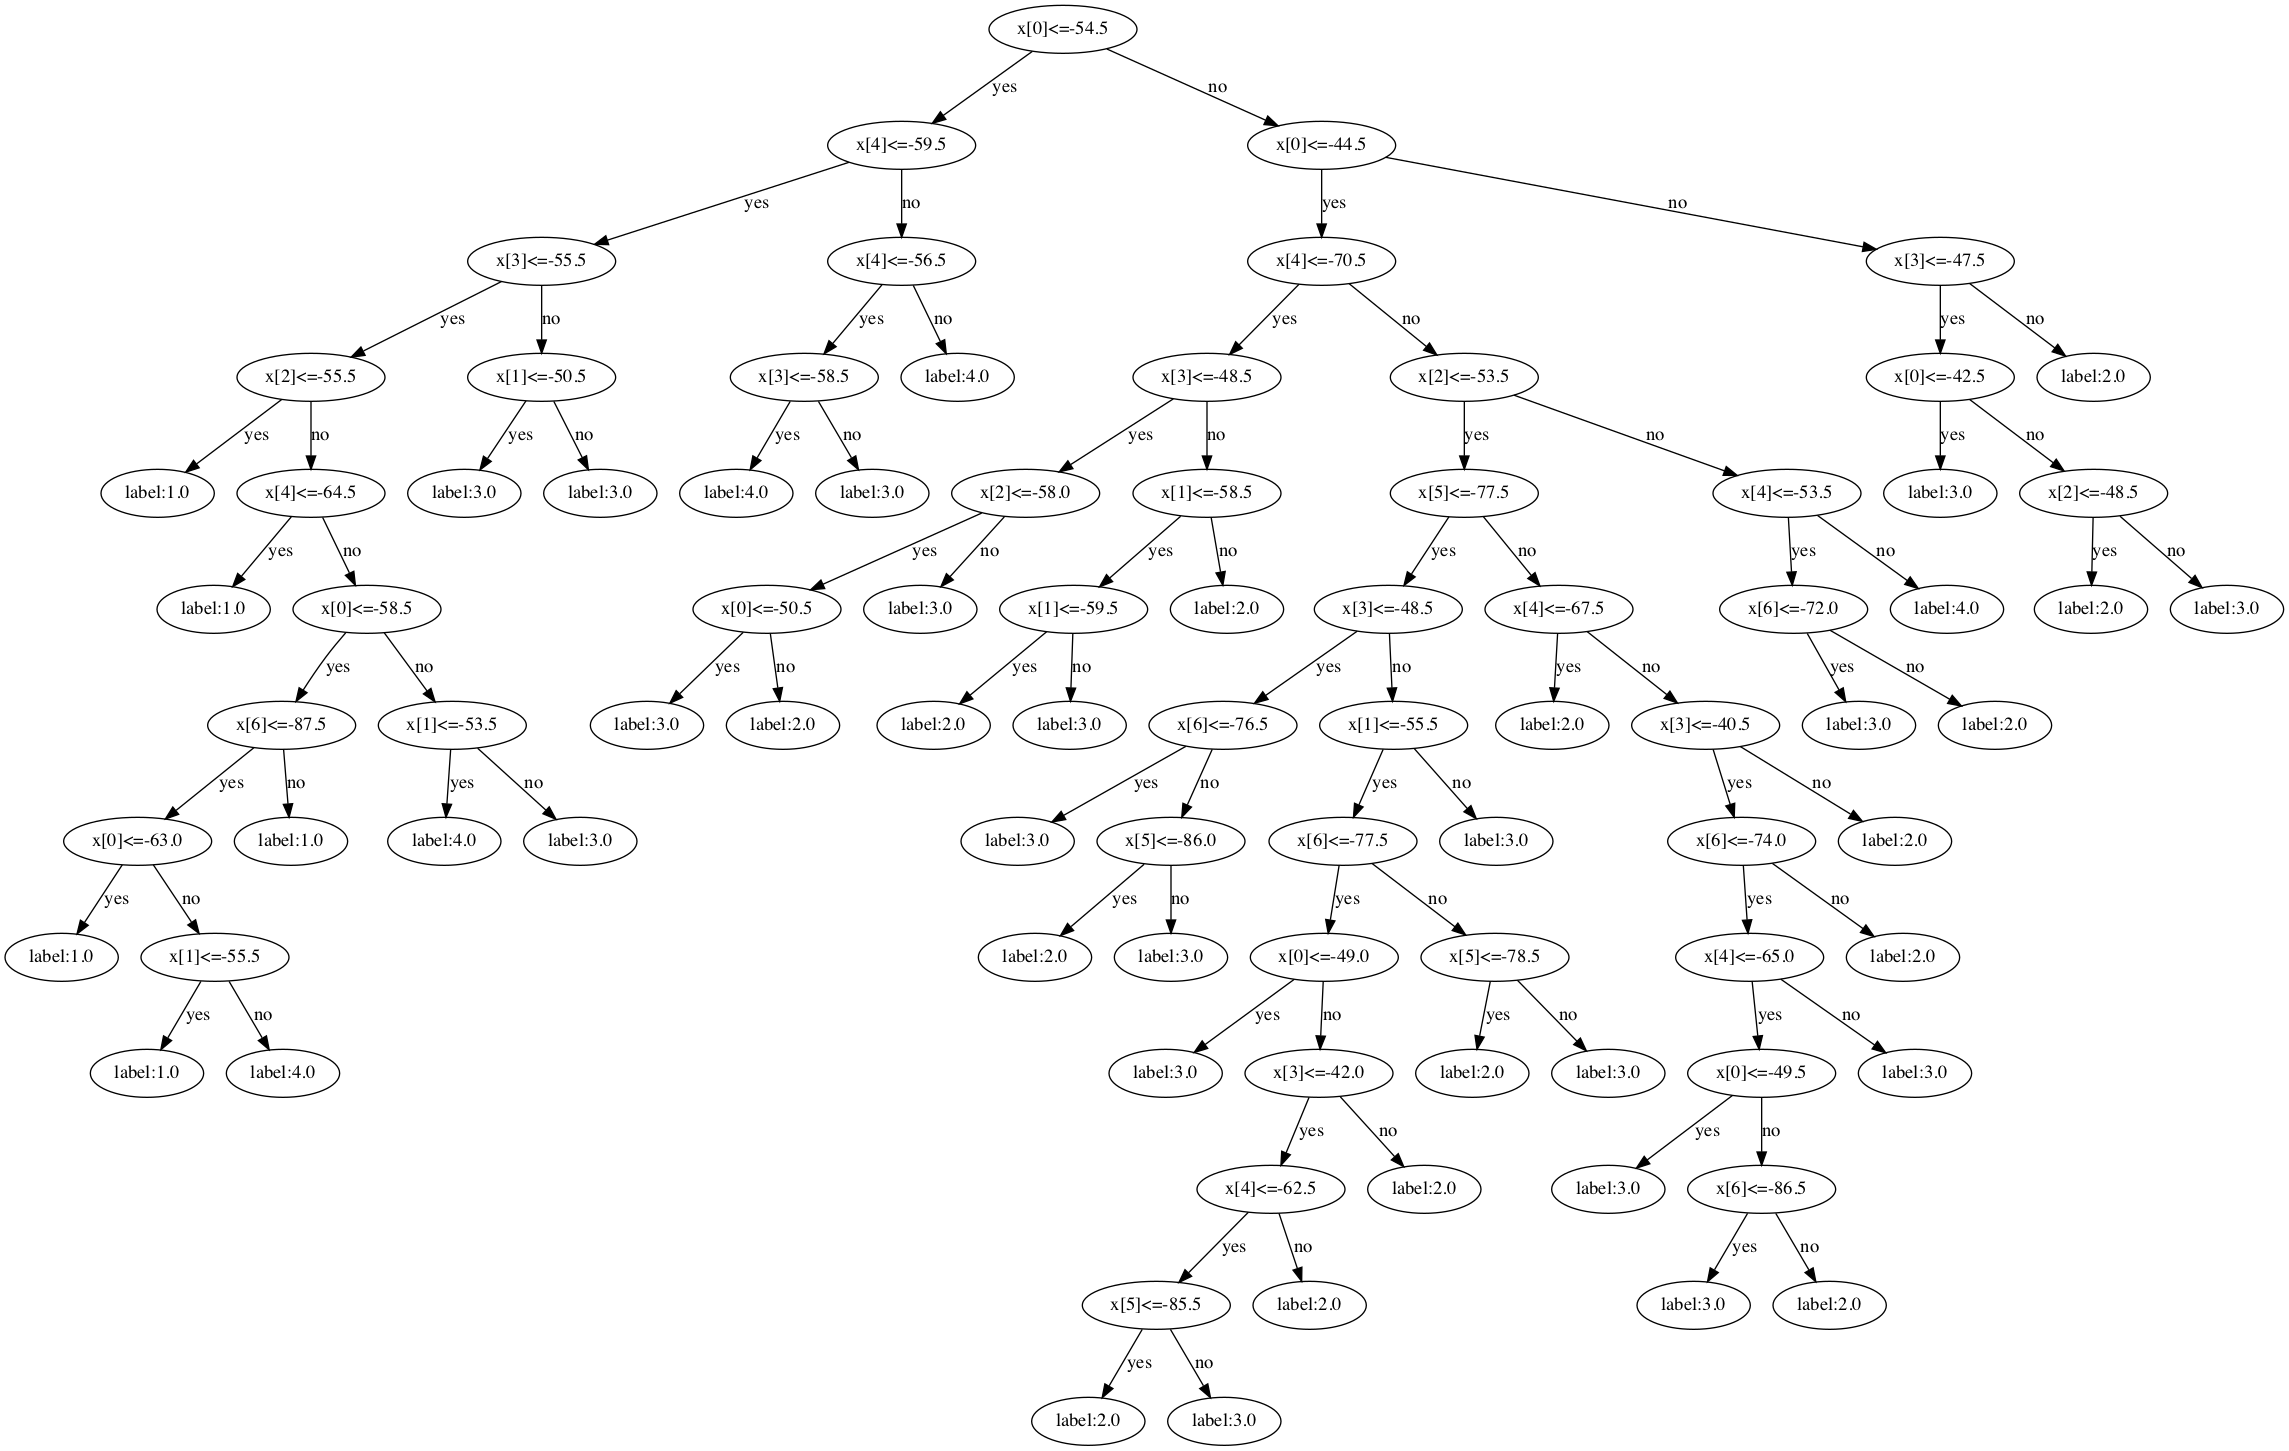 x[0]<=-54.5
yes no
x[4]<=-59.5 x[0]<=-44.5
yes no yes no
x[3]<=-55.5 x[4]<=-56.5 x[4]<=-70.5 x[3]<=-47.5
yes no yes no yes no yes no
x[2]<=-55.5 x[1]<=-50.5 x[3]<=-58.5 label:4.0 x[3]<=-48.5 x[2]<=-53.5 x[0]<=-42.5 label:2.0
yes no yes no yes no yes no yes no yes no
label:1.0 x[4]<=-64.5 label:3.0 label:3.0 label:4.0 label:3.0 x[2]<=-58.0 x[1]<=-58.5 x[5]<=-77.5 x[4]<=-53.5 label:3.0 x[2]<=-48.5
yes no yes no yes no yes no yes no yes no
label:1.0 x[0]<=-58.5 x[0]<=-50.5 label:3.0 x[1]<=-59.5 label:2.0 x[3]<=-48.5 x[4]<=-67.5 x[6]<=-72.0 label:4.0 label:2.0 label:3.0
yes no yes no yes no yes no yes no yes no
x[6]<=-87.5 x[1]<=-53.5 label:3.0 label:2.0 label:2.0 label:3.0 x[6]<=-76.5 x[1]<=-55.5 label:2.0 x[3]<=-40.5 label:3.0 label:2.0
yes no yes no yes no yes no yes no
x[0]<=-63.0 label:1.0 label:4.0 label:3.0 label:3.0 x[5]<=-86.0 x[6]<=-77.5 label:3.0 x[6]<=-74.0 label:2.0
yes no yes no yes no yes no
label:1.0 x[1]<=-55.5 label:2.0 label:3.0 x[0]<=-49.0 x[5]<=-78.5 x[4]<=-65.0 label:2.0
yes no yes no yes no yes no
label:1.0 label:4.0 label:3.0 x[3]<=-42.0 label:2.0 label:3.0 x[0]<=-49.5 label:3.0
yes no yes no
x[4]<=-62.5 label:2.0 label:3.0 x[6]<=-86.5
yes no yes no
x[5]<=-85.5 label:2.0 label:3.0 label:2.0
yes no
label:2.0 label:3.0